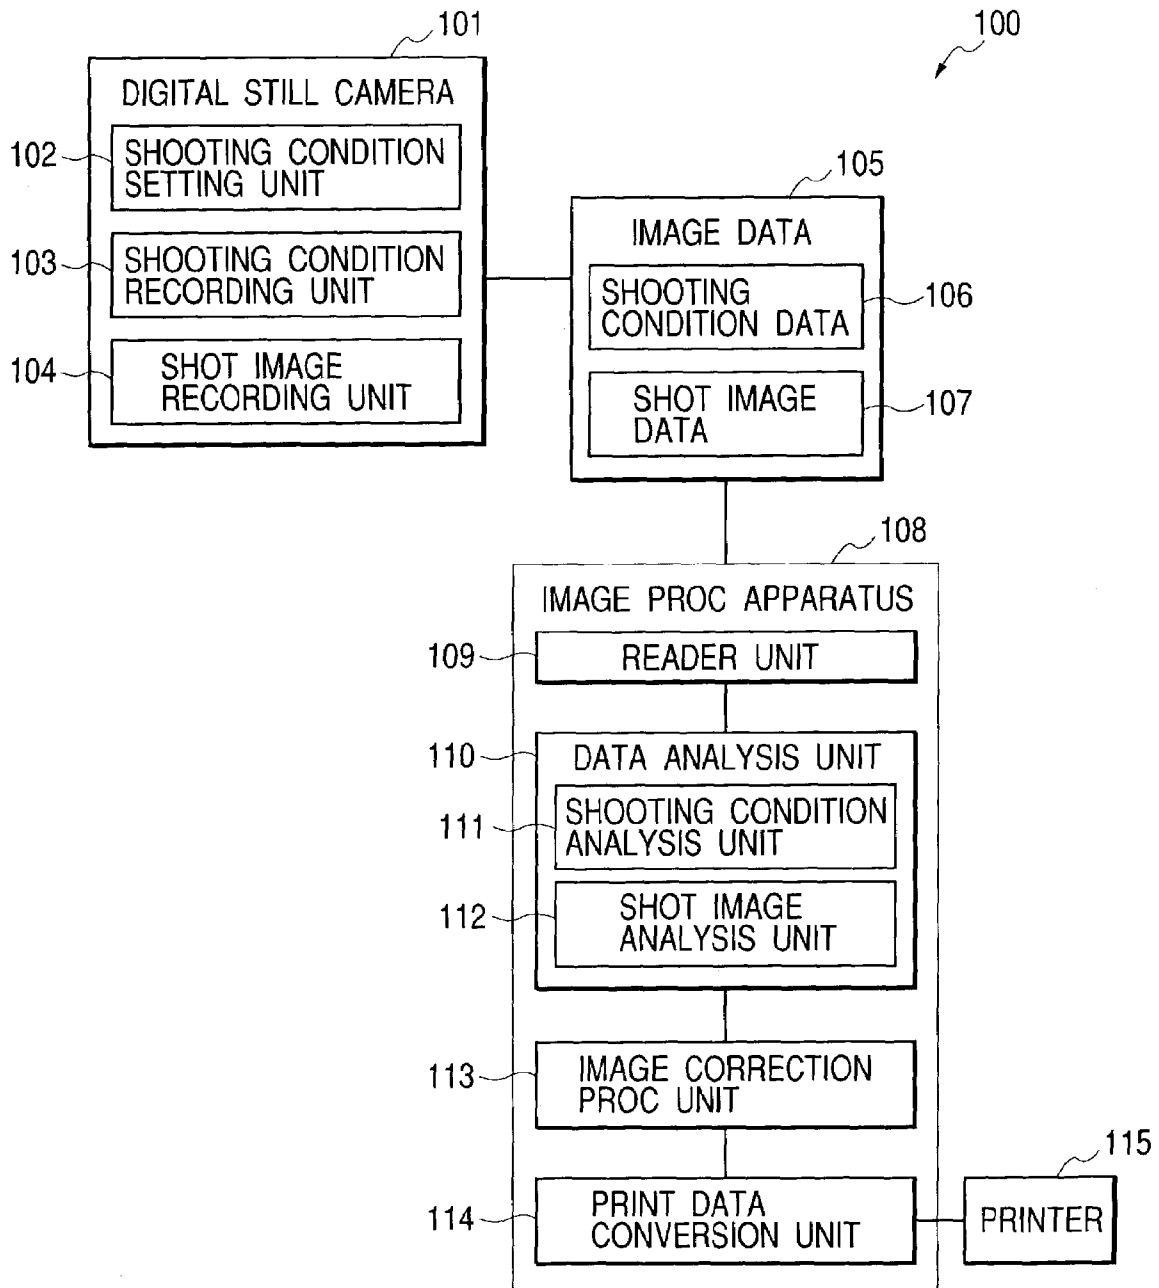 100
101
DIGITAL STILL CAMERA
102
SHOOTING CONDITION
SETTING UNIT
103
SHOOTING CONDITION
RECORDING UNIT
104
SHOT IMAGE
RECORDING UNIT
105
IMAGE DATA
SHOOTING
CONDITION DATA
106
SHOT IMAGE
DATA
107
108
IMAGE PROC APPARATUS
109
READER UNIT
110
DATA ANALYSIS UNIT
111
SHOOTING CONDITION
ANALYSIS UNIT
112
SHOT IMAGE
ANALYSIS UNIT
113
IMAGE CORRECTION
PROC UNIT
114
PRINT DATA
CONVERSION UNIT
115
PRINTER